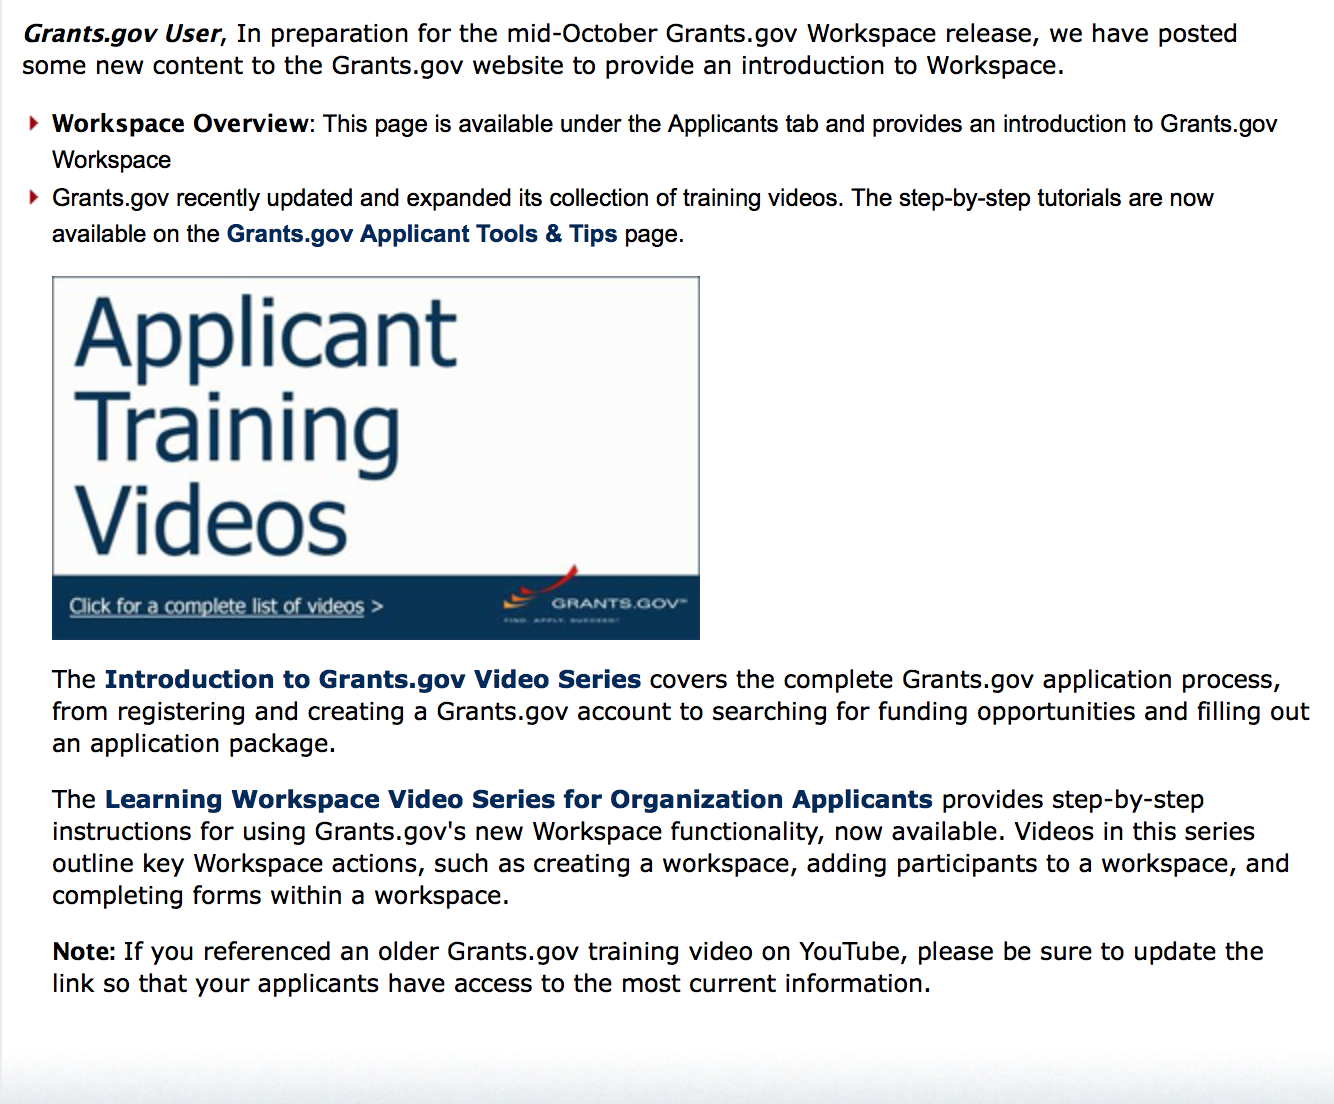 Grants.gov User, In preparation for the mid-October Grants.gov Workspace release, we have posted
some new content to the Grants.gov website to provide an introduction to Workspace.
Workspace Overview: This page is available under the Applicants tab and provides an introduction to Grants.gov
Workspace
Grants.gov recently updated and expanded its collection of training videos. The step-by-step tutorials are now
available on the Grants.gov Applicant Tools & Tips page.
Applicant
Training
Videos
Click for a complete list of videos >
GRANTS.GOV™
FIND. APPLY. SUCCEED.
The Introduction to Grants.gov Video Series covers the complete Grants.gov application process,
from registering and creating a Grants.gov account to searching for funding opportunities and filling out
an application package.
The Learning Workspace Video Series for Organization Applicants provides step-by-step
instructions for using Grants.gov's new Workspace functionality, now available. Videos in this series
outline key Workspace actions, such as creating a workspace, adding participants to a workspace, and
completing forms within a workspace.
Note: If you referenced an older Grants.gov training video on YouTube, please be sure to update the
link so that your applicants have access to the most current information.